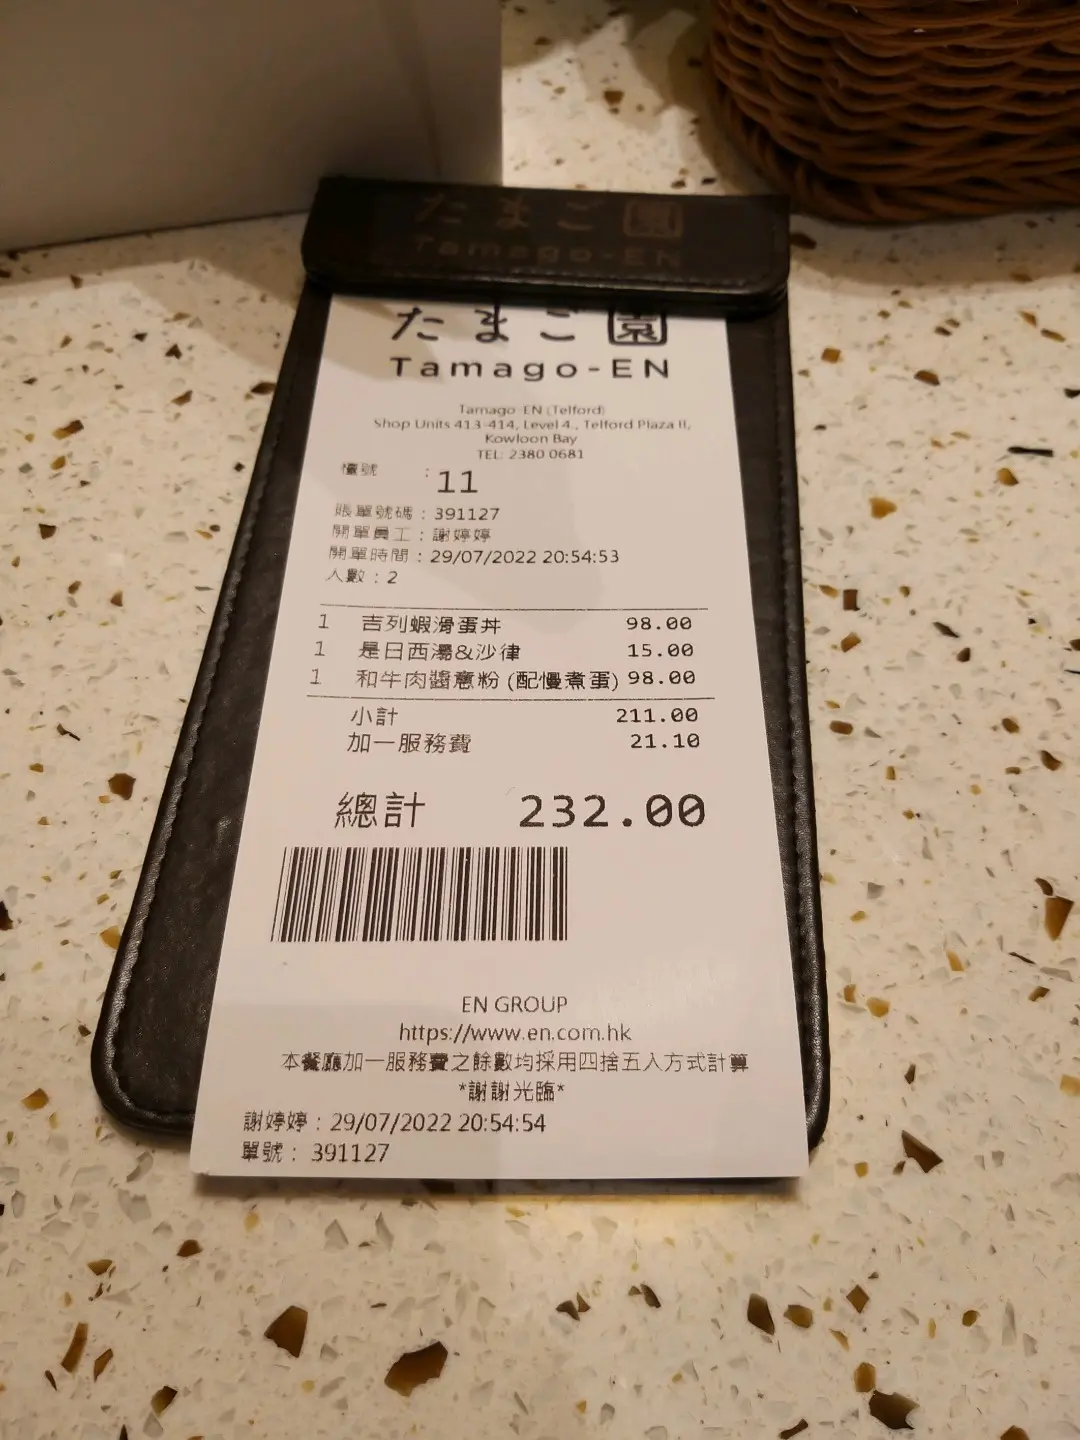 たまご園
Tamago-EN
たまご園
Tamago-EN
Tamago-EN (Telford)
Shop Units 413-414, Level 4., Telford Plaza II,
Kowloon Bay
TEL: 2380 0681
檯號 : 11
賬單號碼 : 391127
開單員工 : 謝婷婷
開單時間 : 29/07/2022 20:54:53
人數 : 2
1 吉列蝦滑蛋丼 98.00
1 是日西湯&沙律 15.00
1 和牛肉醬意粉 (配慢煮蛋) 98.00
小計 211.00
加一服務費 21.10
總計 232.00
EN GROUP
https://www.en.com.hk
本餐廳加一服務費之餘數均採用四捨五入方式計算
*謝謝光臨*
謝婷婷 : 29/07/2022 20:54:54
單號 : 391127